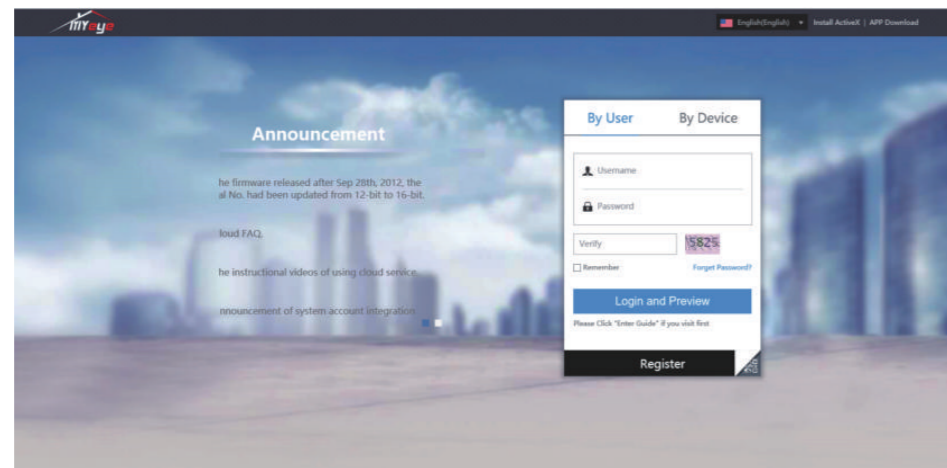 MYeye
English(English)
Install ActiveX | APP Download
Announcement
he firmware released after Sep 28th, 2012, the
al No. had been updated from 12-bit to 16-bit.
loud FAQ.
he instructional videos of using cloud service.
nnouncement of system account integration
By User By Device
Username
Password
Verify 5825
Remember Forget Password?
Login and Preview
Please Click "Enter Guide" if you visit first
Register